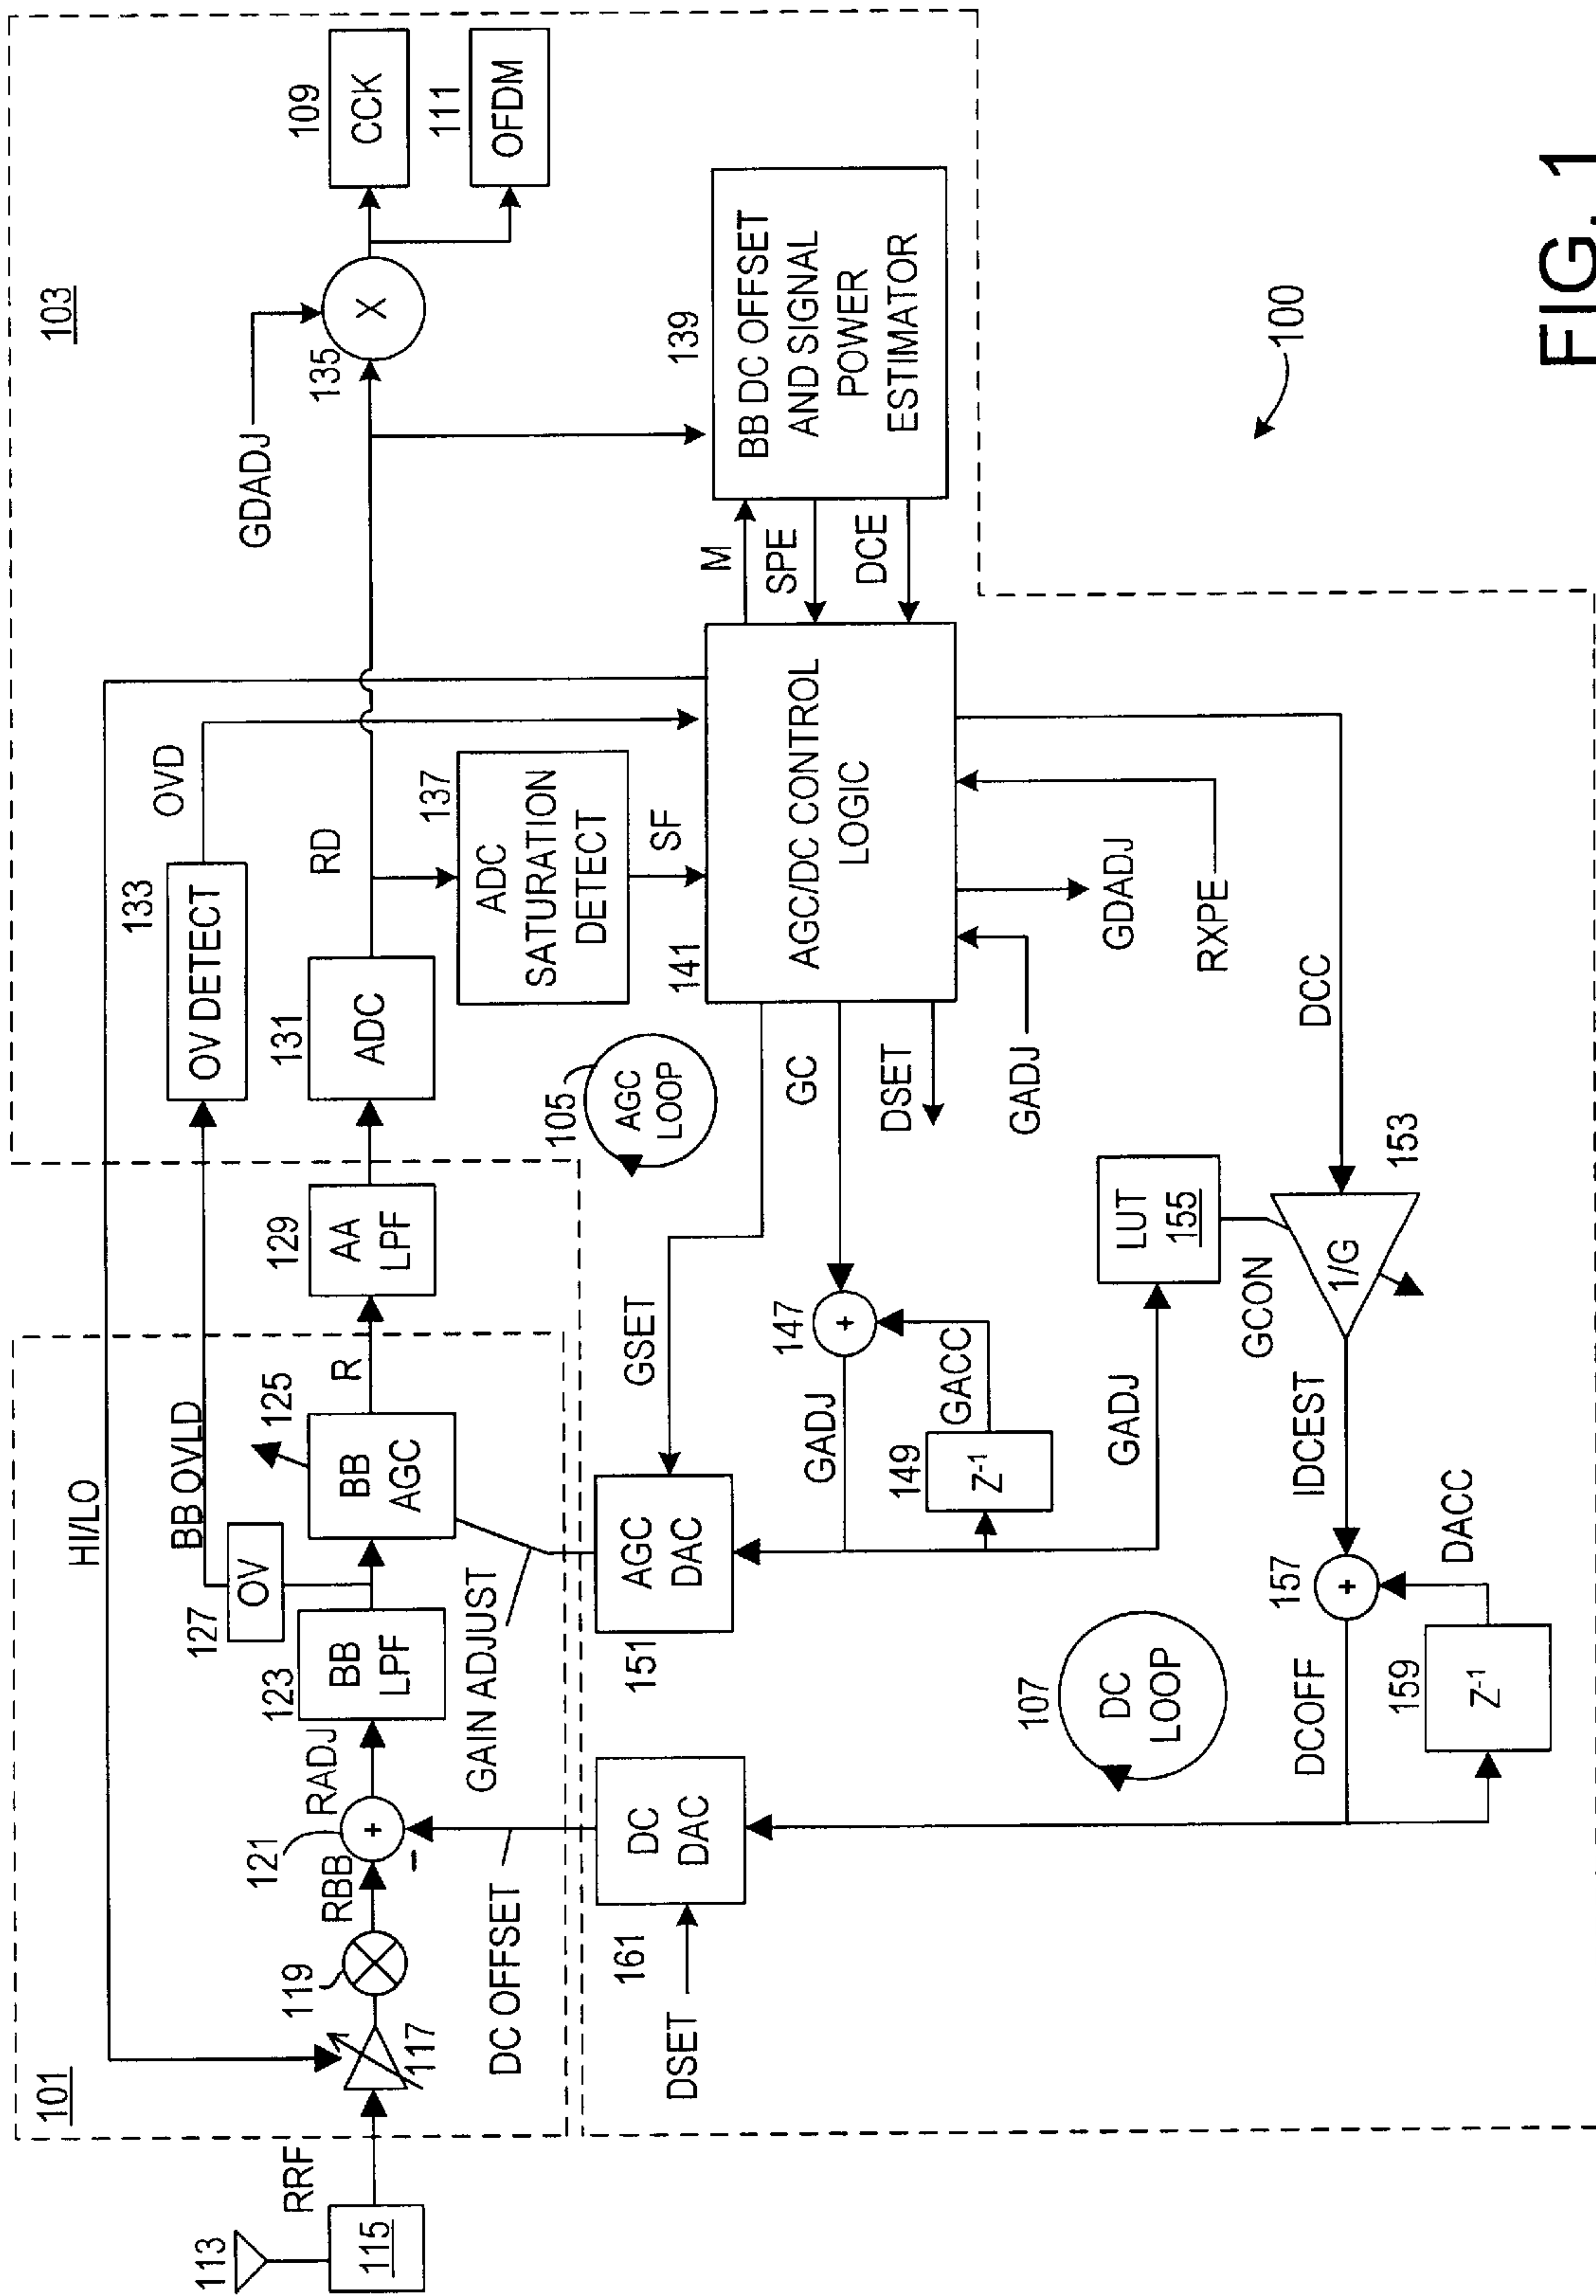 103
109
CCK
111
OFDM
GDADJ
X
135
139
BB DC OFFSET
AND SIGNAL
POWER
ESTIMATOR
M
SPE
DCE
OVD
133
OV DETECT
RD
131
ADC
137
ADC
SATURATION
DETECT
SF
141
AGC/DC CONTROL
LOGIC
105
AGC
LOOP
GSET
GC
DSET
GADJ
GDADJ
RXPE
DCC
101
HI/LO
BB OVLD
127
OV
125
BB
AGC
R
129
AA
LPF
123
BB
LPF
RADJ
121
+
-
RBB
119
117
113
RRF
115
GAIN ADJUST
DC OFFSET
151
AGC
DAC
147
+
GADJ
GACC
149
Z-1
GADJ
LUT
155
GCON
153
1/G
IDCEST
157
+
DACC
159
Z-1
DCOFF
107
DC
LOOP
161
DC
DAC
DSET
100
FIG. 1